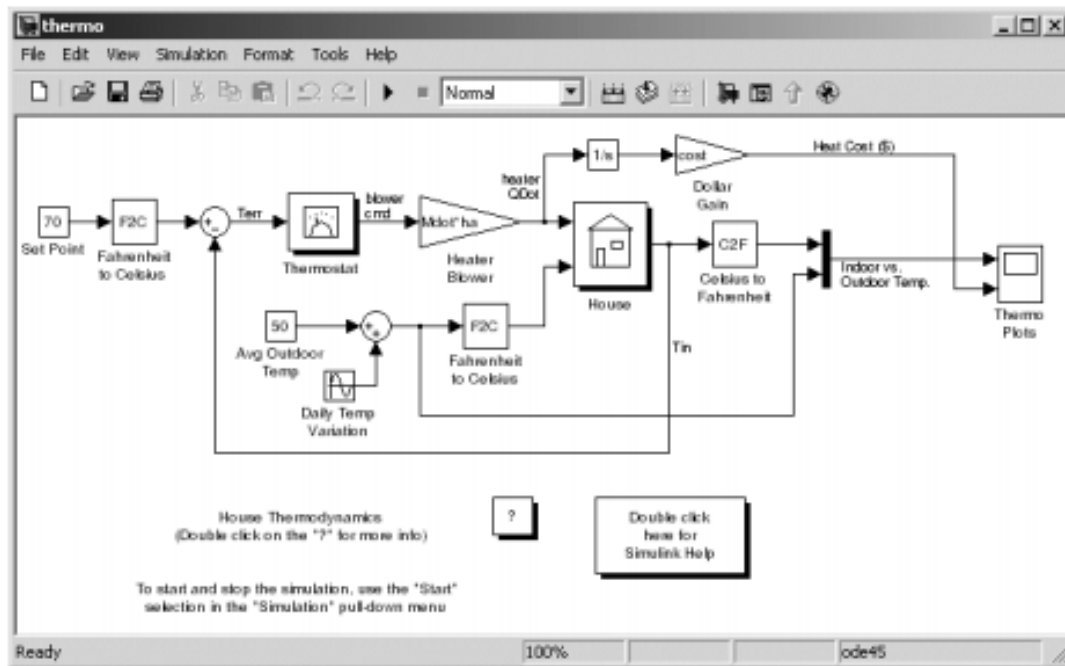 thermo
File Edit View Simulation Format Tools Help
Normal
1/s
cost
Heat Cost ($)
heater
QDot
Dollar
Gain
70
F2C
+
-
Terr
blower
cmd
Mdot*ha
Set Point
Fahrenheit
to Celsius
Thermostat
Heater
Blower
House
C2F
Celsius to
Fahrenheit
Indoor vs.
Outdoor Temp.
Thermo
Plots
50
+
+
F2C
Avg Outdoor
Temp
Fahrenheit
to Celsius
Tin
Daily Temp
Variation
House Thermodynamics
(Double click on the "?" for more info)
?
Double click
here for
Simulink Help
To start and stop the simulation, use the "Start"
selection in the "Simulation" pull-down menu
Ready 100% ode45